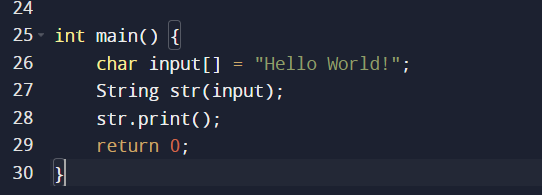 24
25 int main() {
26 char input[] = "Hello World!";
27 String str(input);
28 str.print();
29 return 0;
30 }